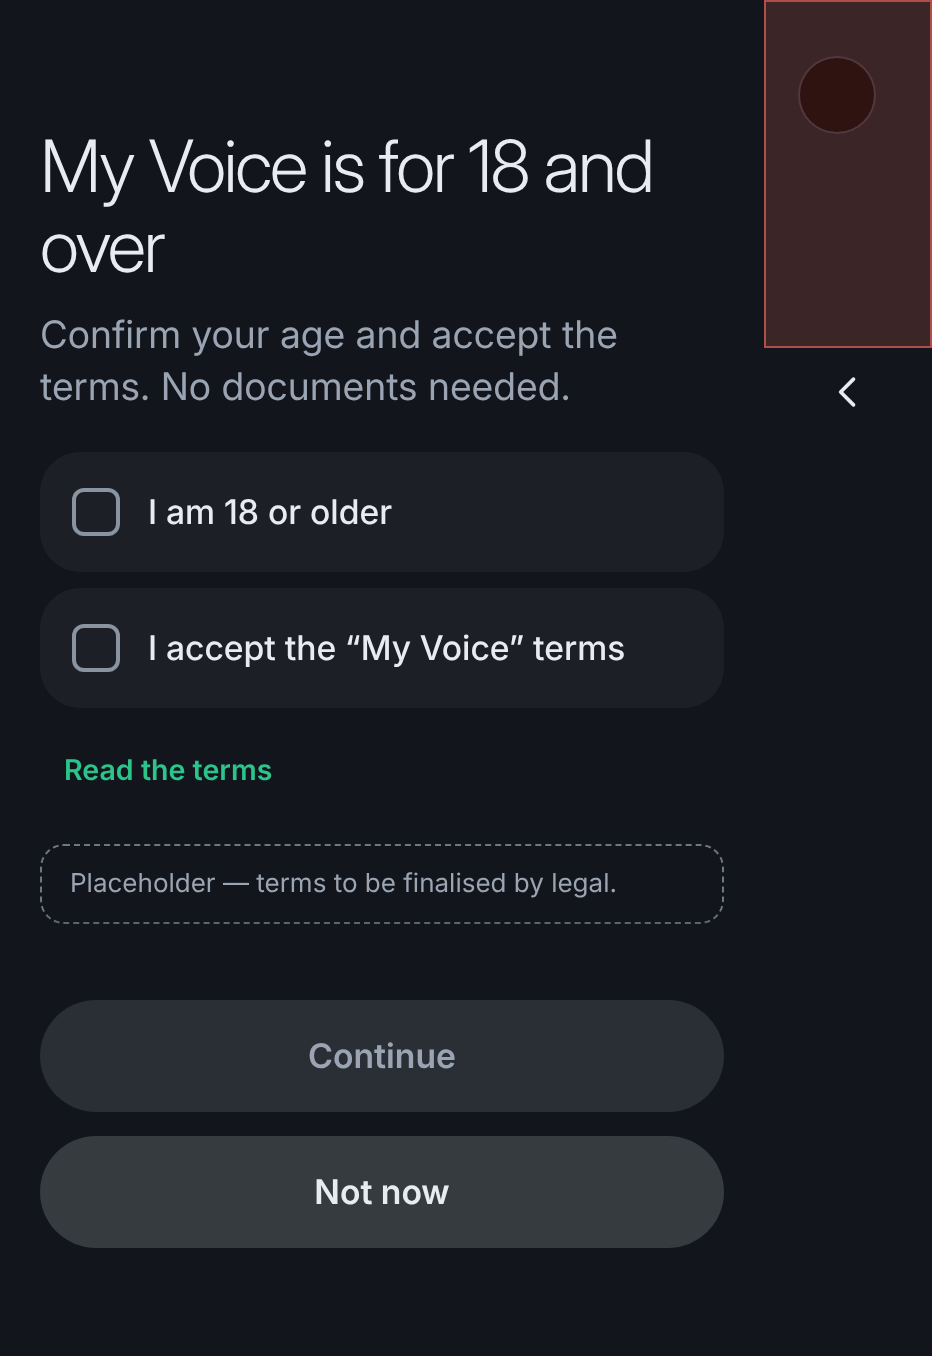 My Voice is for 18 and
over
Confirm your age and accept the
terms. No documents needed.
I am 18 or older
I accept the “My Voice” terms
Read the terms
Placeholder — terms to be finalised by legal.
Continue
Not now